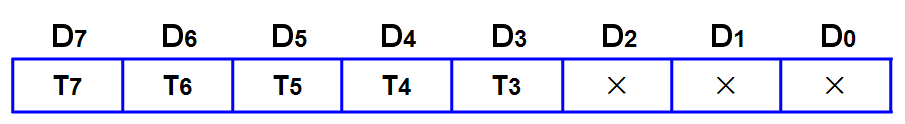 D7 D6 D5 D4 D3 D2 D1 D0
T7 T6 T5 T4 T3 × × ×